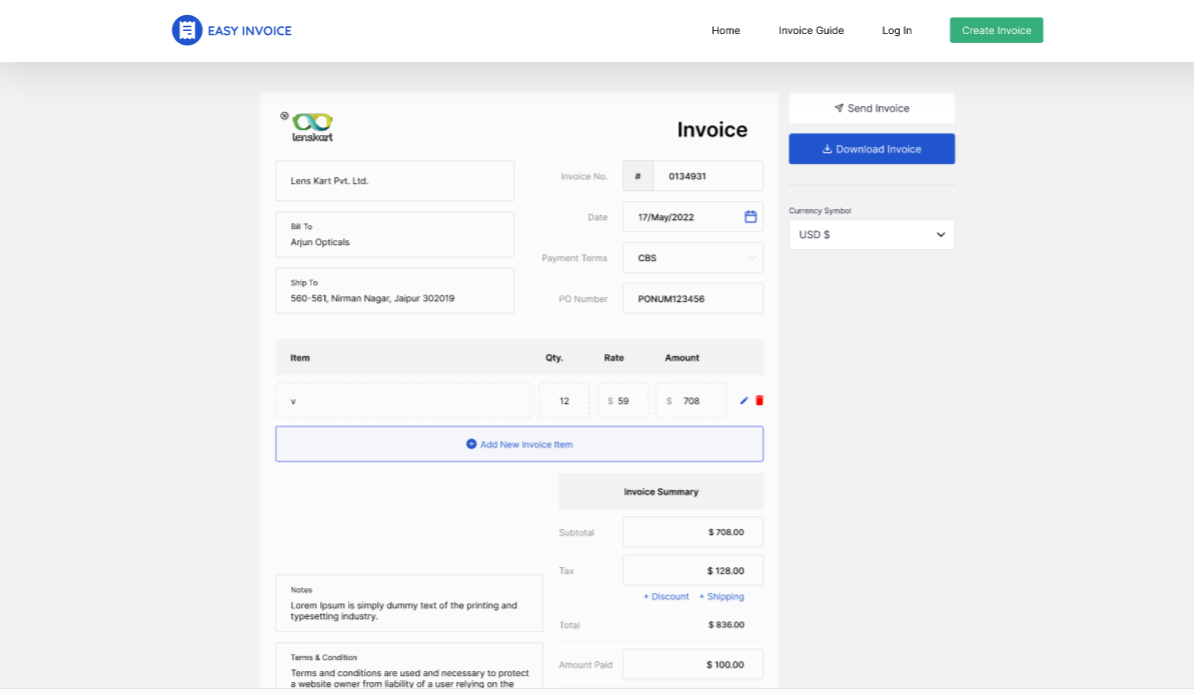 EASY INVOICE
Home
Invoice Guide
Log In
Create Invoice
lenskart
Invoice
Send Invoice
Download Invoice
Currency Symbol
USD $
Lens Kart Pvt. Ltd.
Bill To
Arjun Opticals
Ship To
560-561, Nirman Nagar, Jaipur 302019
Invoice No.
#
0134931
Date
17/May/2022
Payment Terms
CBS
PO Number
PONUM123456
Item
Qty.
Rate
Amount
v
12
$ 59
$ 708
Add New Invoice Item
Invoice Summary
Subtotal
$ 708.00
Tax
$ 128.00
+ Discount
+ Shipping
Total
$ 836.00
Amount Paid
$ 100.00
Notes
Lorem Ipsum is simply dummy text of the printing and
typesetting industry.
Terms & Condition
Terms and conditions are used and necessary to protect
a website owner from liability of a user relying on the